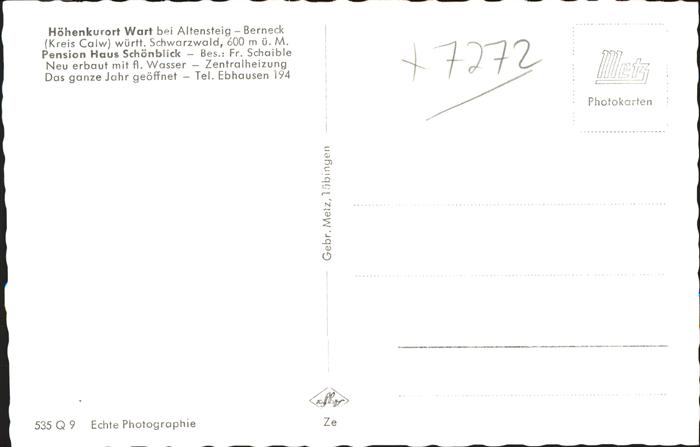 Höhenkurort Wart bei Altensteig – Berneck
(Kreis Calw) württ. Schwarzwald, 600 m ü. M.
Pension Haus Schönblick – Bes.: Fr. Schaible
Neu erbaut mit fl. Wasser – Zentralheizung
Das ganze Jahr geöffnet – Tel. Ebhausen 194
+ 7272
Metz
Photokarten
Gebr. Metz, Tübingen
535 Q 9 Echte Photographie
Ze